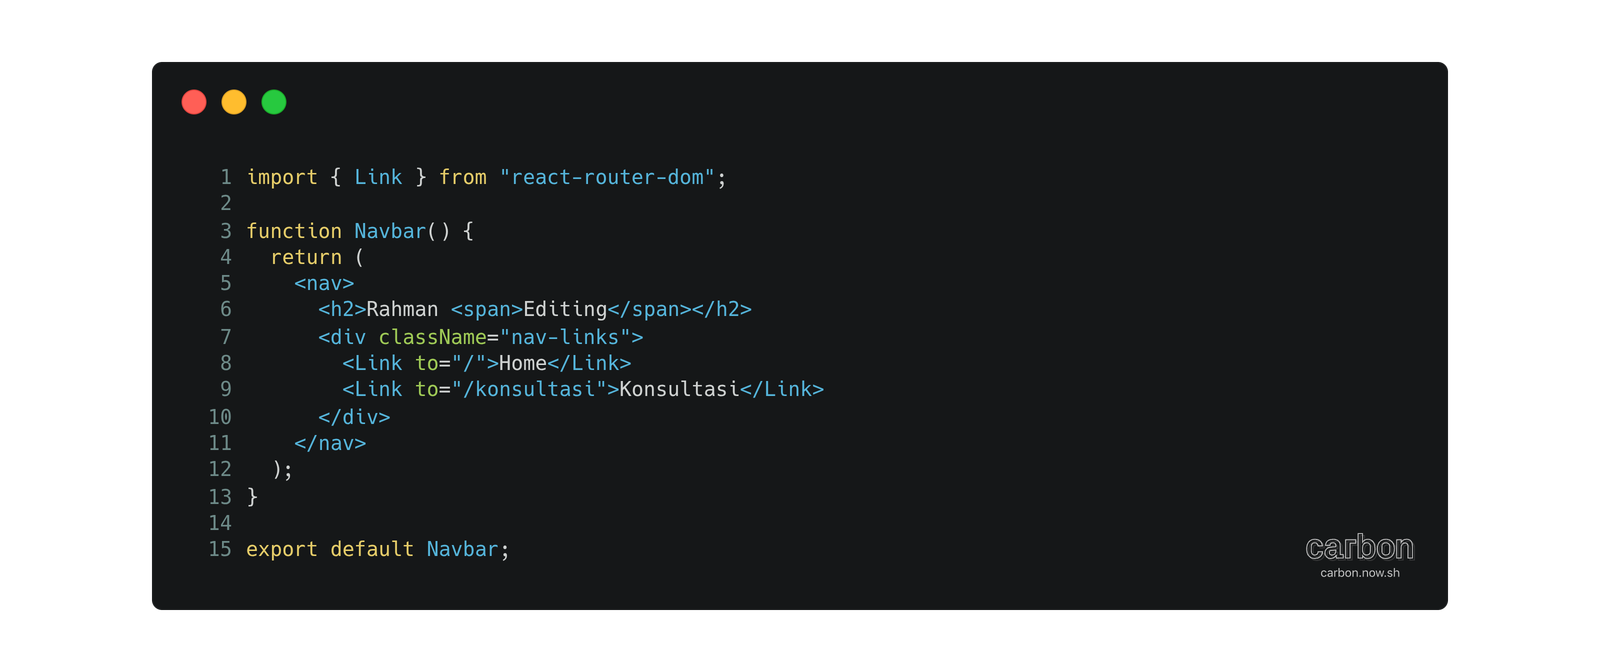 1 import { Link } from "react-router-dom";
2
3 function Navbar() {
4   return (
5     <nav>
6       <h2>Rahman <span>Editing</span></h2>
7       <div className="nav-links">
8         <Link to="/">Home</Link>
9         <Link to="/konsultasi">Konsultasi</Link>
10       </div>
11     </nav>
12   );
13 }
14
15 export default Navbar;
carbon
carbon.now.sh